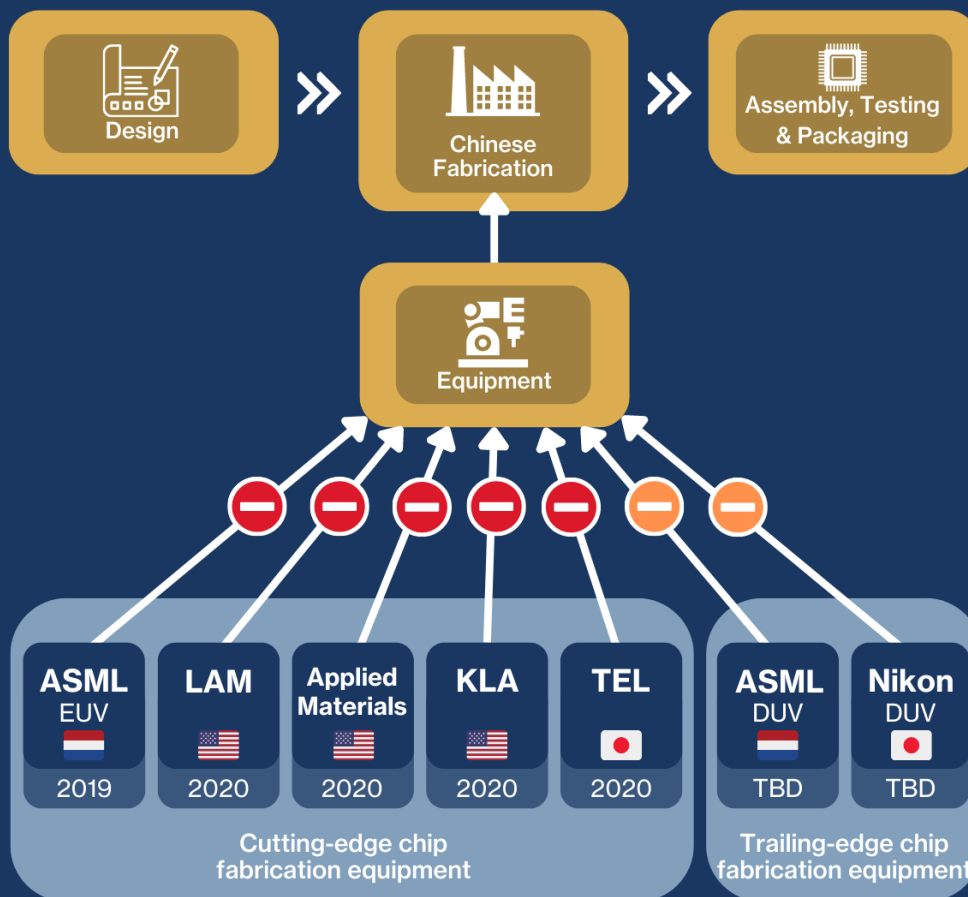 Design
Chinese
Fabrication
Assembly, Testing
& Packaging
Equipment
ASML
EUV
2019
LAM
2020
Applied
Materials
2020
KLA
2020
TEL
2020
ASML
DUV
TBD
Nikon
DUV
TBD
Cutting-edge chip
fabrication equipment
Trailing-edge chip
fabrication equipment